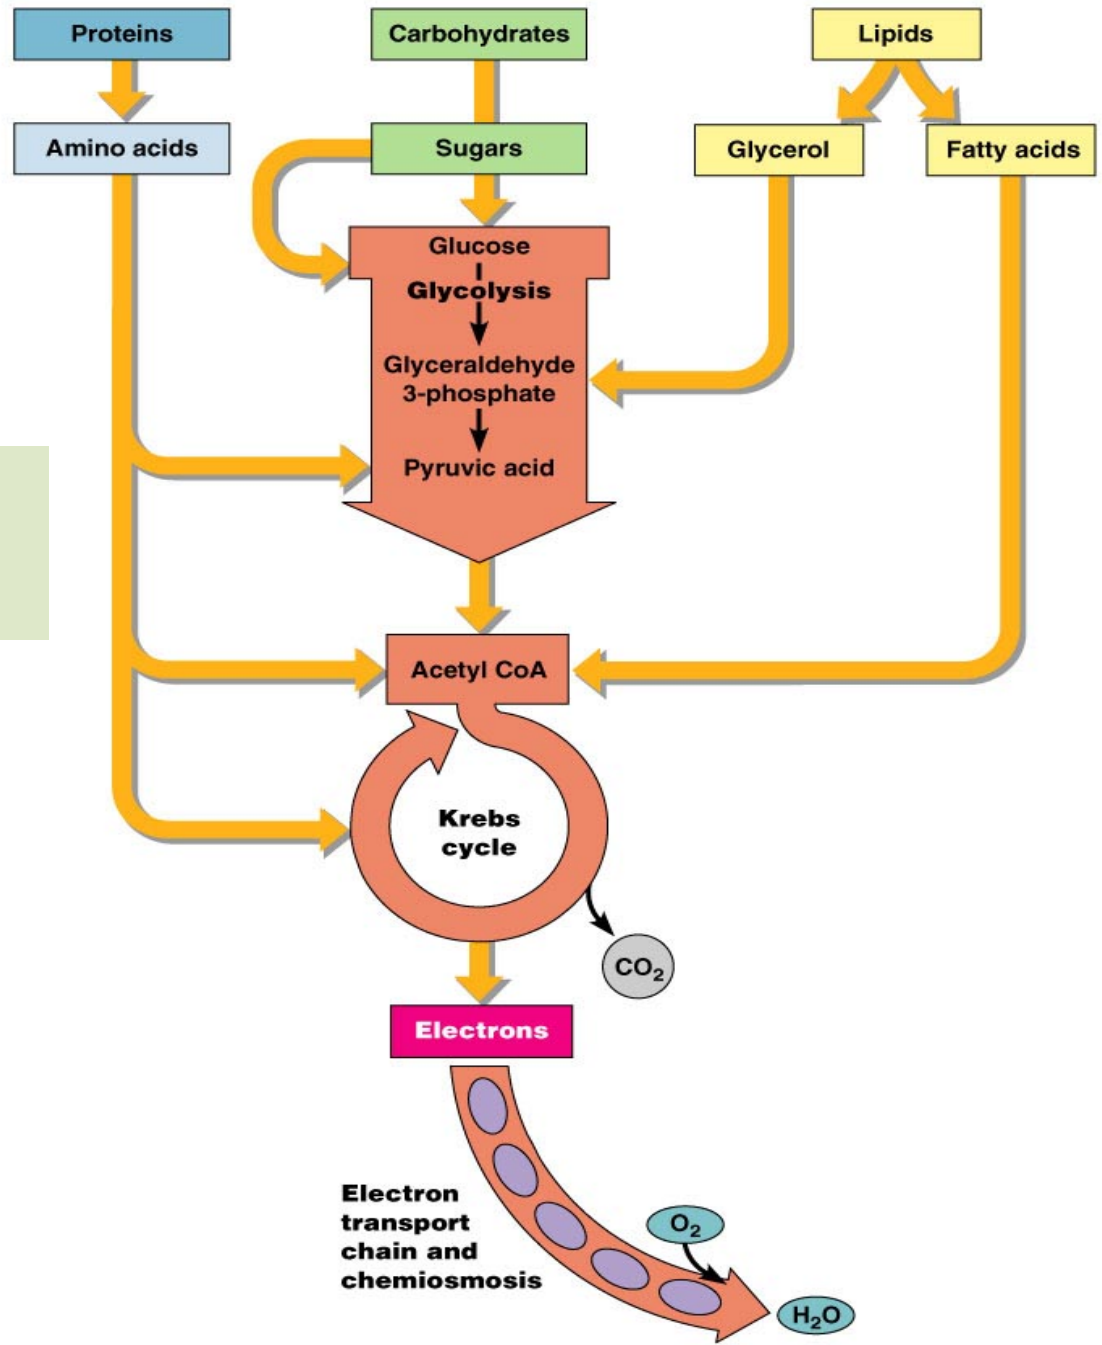 Proteins
Carbohydrates
Lipids
Amino acids
Sugars
Glycerol
Fatty acids
Glucose
Glycolysis
Glyceraldehyde
3-phosphate
Pyruvic acid
Acetyl CoA
Krebs
cycle
CO₂
Electrons
Electron
transport
chain and
chemiosmosis
O₂
H₂O